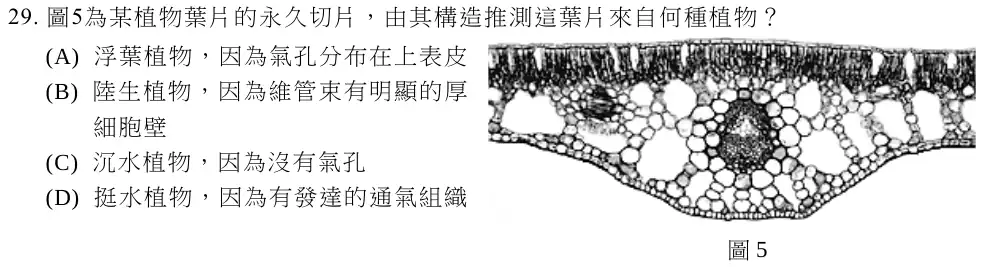 29. 圖5為某植物葉片的永久切片，由其構造推測這葉片來自何種植物？
(A) 浮葉植物，因為氣孔分布在上表皮
(B) 陸生植物，因為維管束有明顯的厚
細胞壁
(C) 沉水植物，因為沒有氣孔
(D) 挺水植物，因為有發達的通氣組織
圖 5